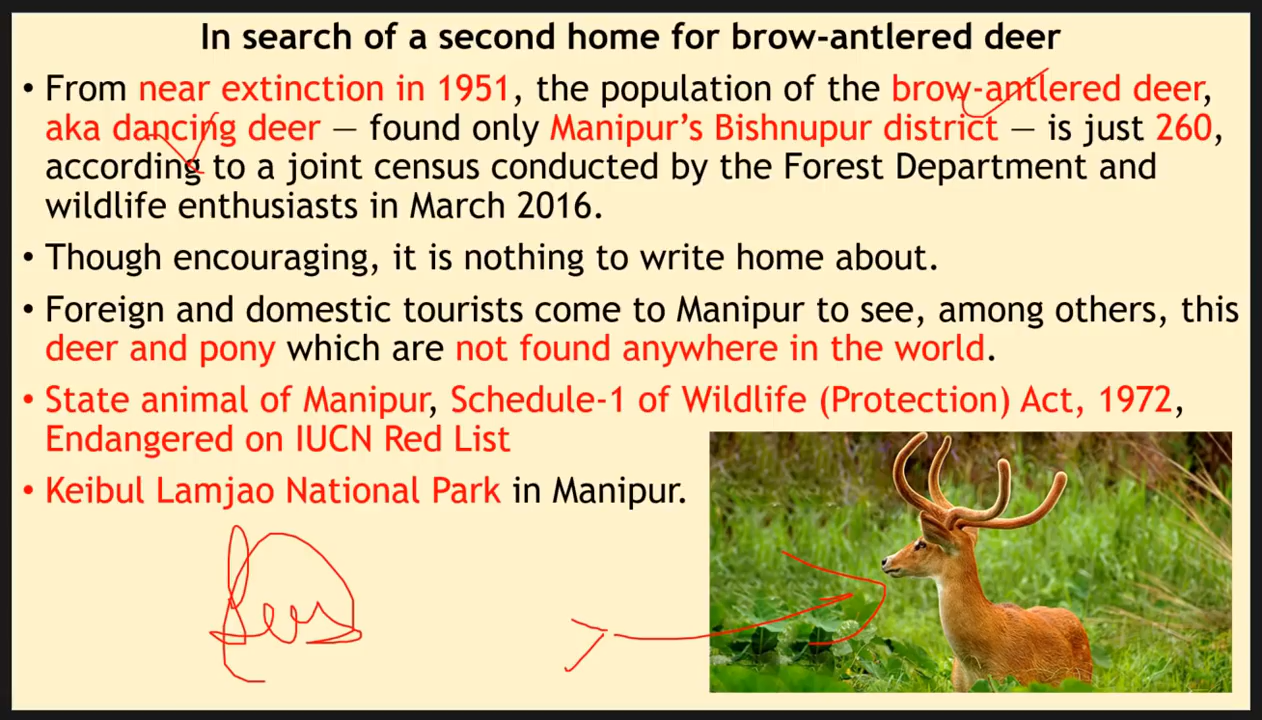 In search of a second home for brow-antlered deer
• From near extinction in 1951, the population of the brow-antlered deer,
aka dancing deer — found only Manipur's Bishnupur district — is just 260,
according to a joint census conducted by the Forest Department and
wildlife enthusiasts in March 2016.
• Though encouraging, it is nothing to write home about.
• Foreign and domestic tourists come to Manipur to see, among others, this
deer and pony which are not found anywhere in the world.
• State animal of Manipur, Schedule-1 of Wildlife (Protection) Act, 1972,
Endangered on IUCN Red List
• Keibul Lamjao National Park in Manipur.